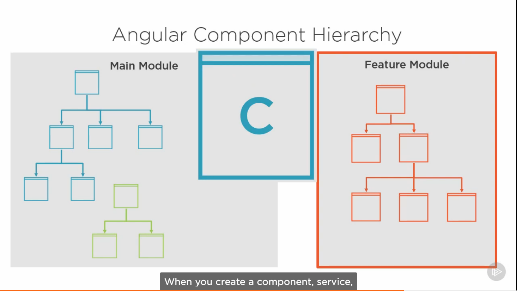 Angular Component Hierarchy
Main Module
Feature Module
C
When you create a component, service,